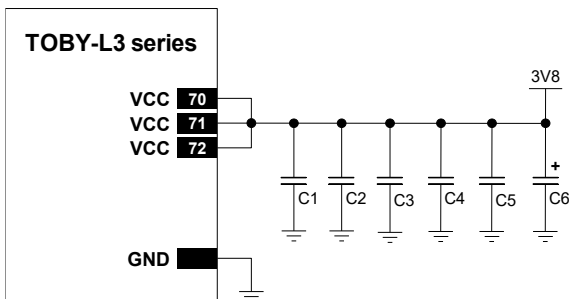 TOBY-L3 series
3V8
VCC 70
VCC 71
VCC 72
+
C1 C2 C3 C4 C5 C6
GND